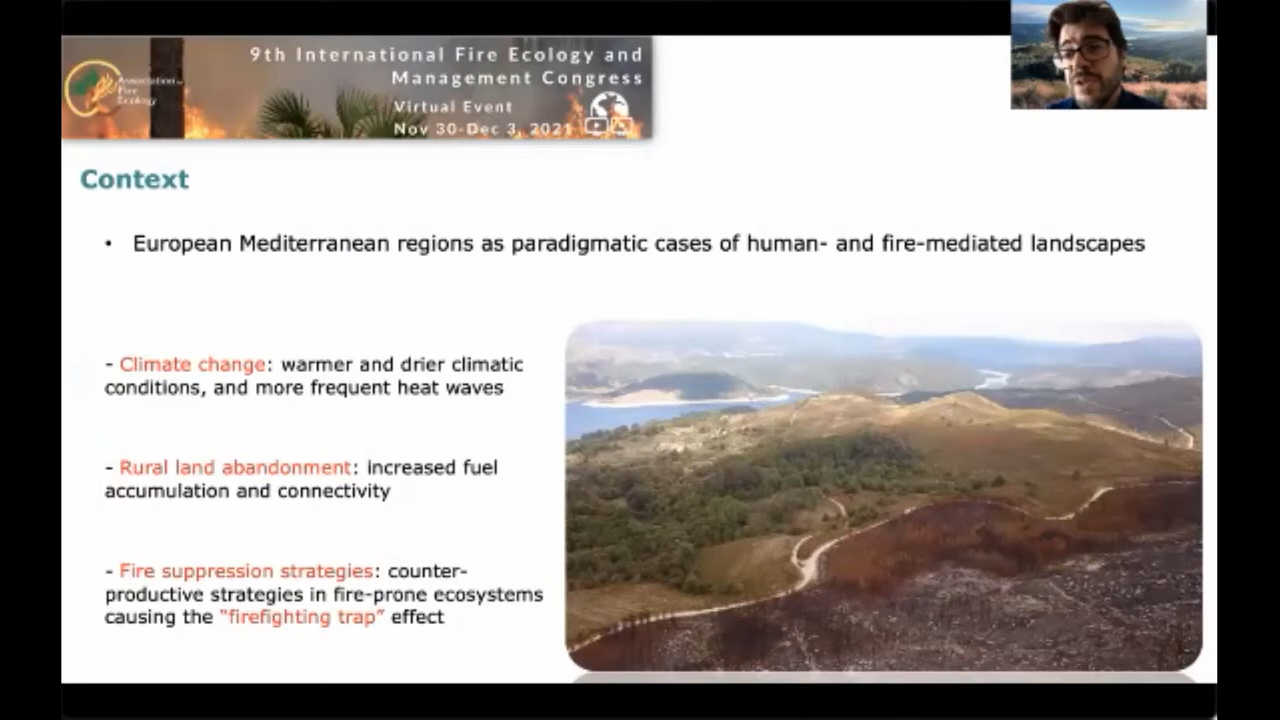 9th International Fire Ecology and
Management Congress
Virtual Event
Nov 30-Dec 3, 2021
Association for
Fire
Ecology
Context
• European Mediterranean regions as paradigmatic cases of human- and fire-mediated landscapes
- Climate change: warmer and drier climatic
conditions, and more frequent heat waves
- Rural land abandonment: increased fuel
accumulation and connectivity
- Fire suppression strategies: counter-
productive strategies in fire-prone ecosystems
causing the "firefighting trap" effect